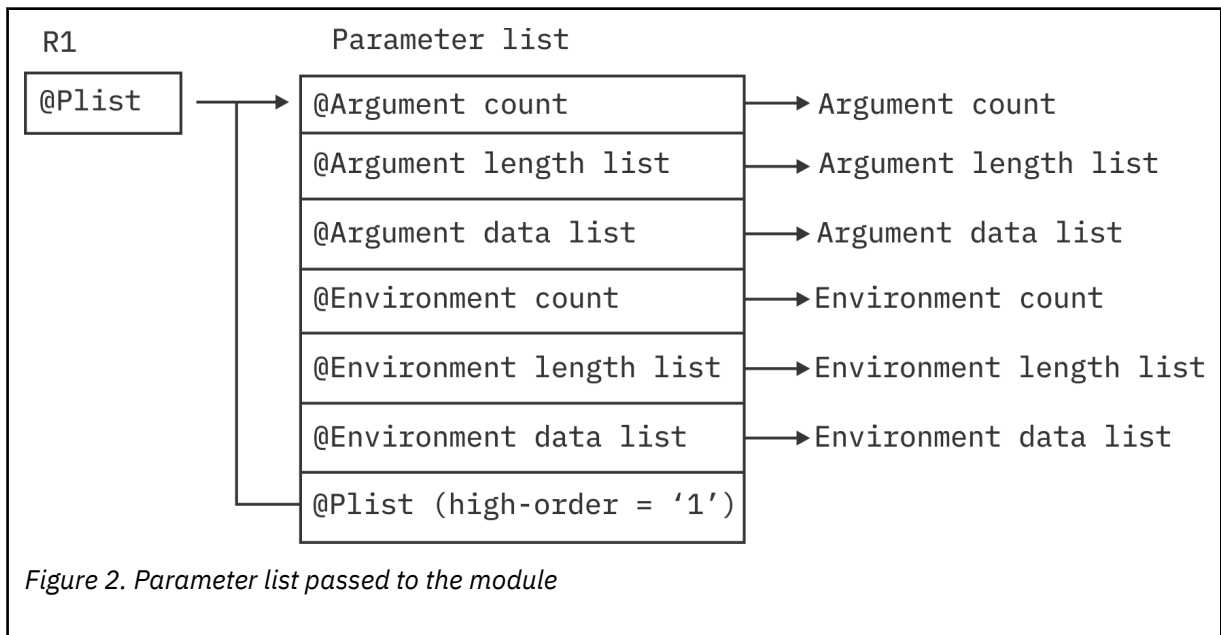 R1
Parameter list
@Plist
@Argument count
Argument count
@Argument length list
Argument length list
@Argument data list
Argument data list
@Environment count
Environment count
@Environment length list
Environment length list
@Environment data list
Environment data list
@Plist (high-order = ‘1’)
Figure 2. Parameter list passed to the module